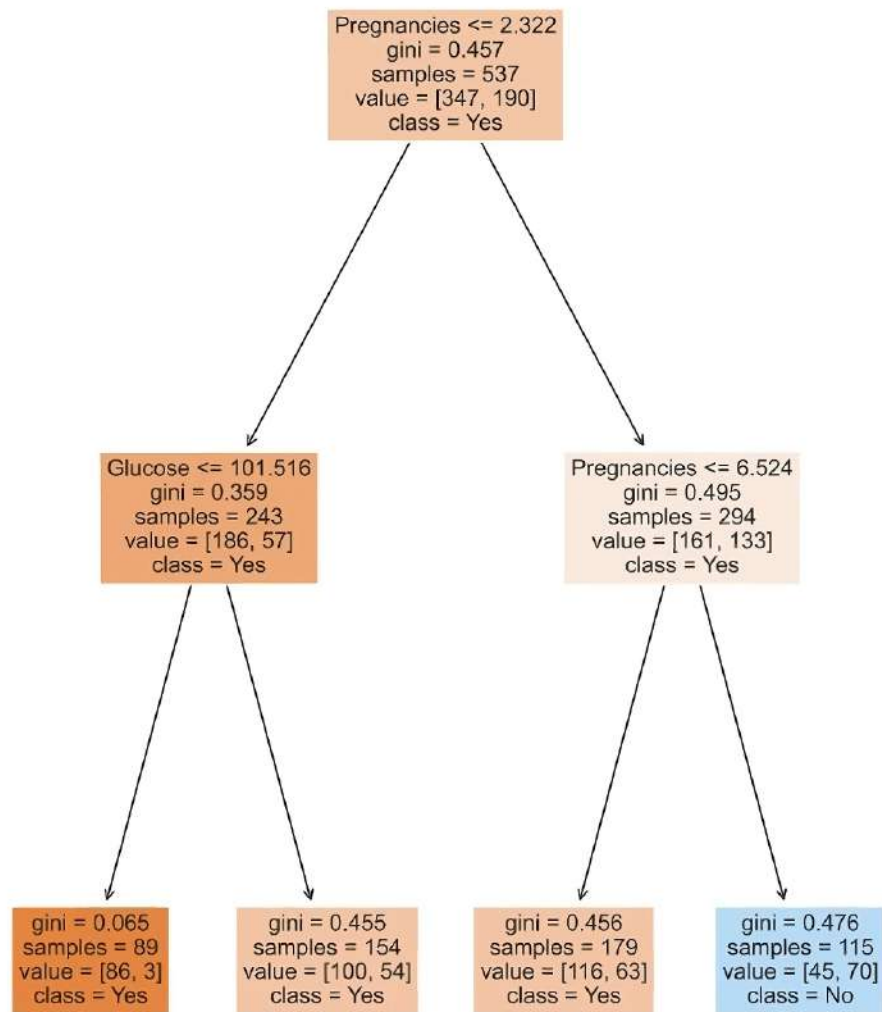 Pregnancies <= 2.322
gini = 0.457
samples = 537
value = [347, 190]
class = Yes
Glucose <= 101.516
gini = 0.359
samples = 243
value = [186, 57]
class = Yes
Pregnancies <= 6.524
gini = 0.495
samples = 294
value = [161, 133]
class = Yes
gini = 0.065
samples = 89
value = [86, 3]
class = Yes
gini = 0.455
samples = 154
value = [100, 54]
class = Yes
gini = 0.456
samples = 179
value = [116, 63]
class = Yes
gini = 0.476
samples = 115
value = [45, 70]
class = No